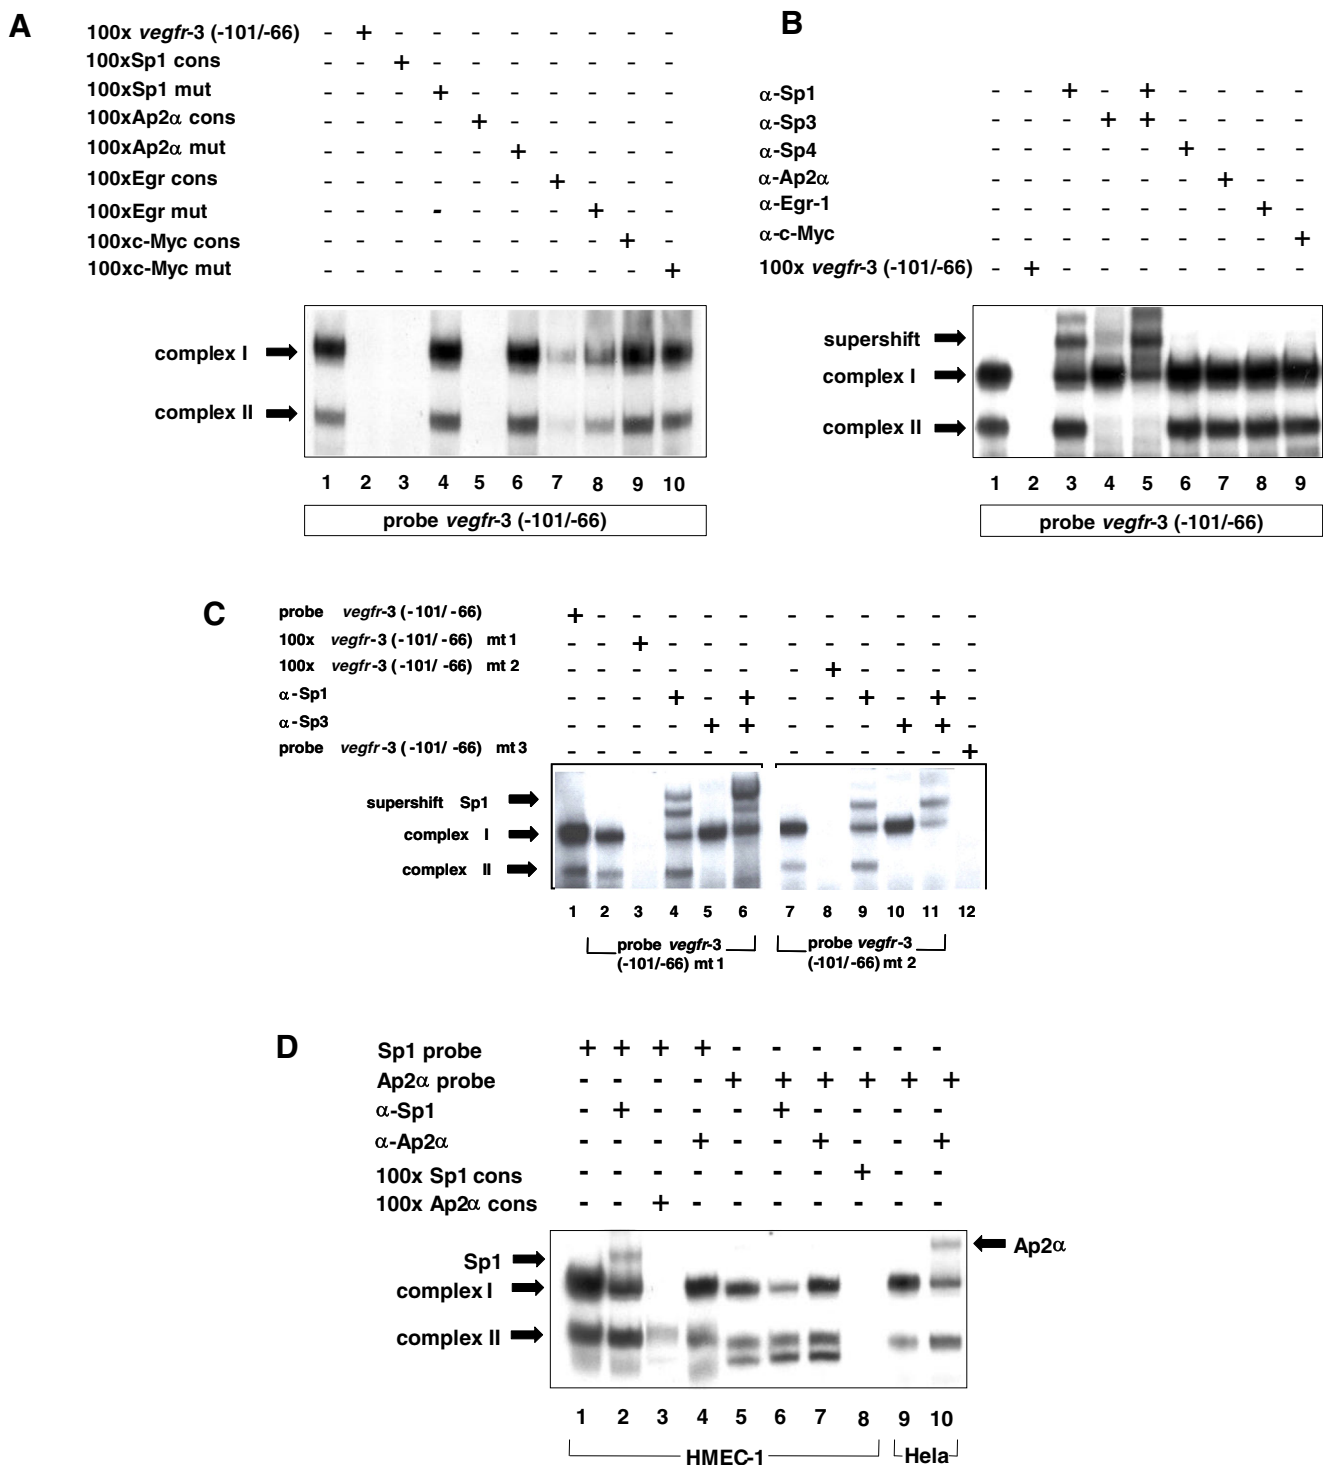 A
100x vegfr-3 (-101/-66) - + - - - - - - - -
100xSp1 cons - - + - - - - - - -
100xSp1 mut - - - + - - - - - -
100xAp2α cons - - - - + - - - - -
100xAp2α mut - - - - - + - - - -
100xEgr cons - - - - - - + - - -
100xEgr mut - - - - - - - + - -
100xc-Myc cons - - - - - - - - + -
100xc-Myc mut - - - - - - - - - +
complex I
complex II
1 2 3 4 5 6 7 8 9 10
probe vegfr-3 (-101/-66)
B
α-Sp1 - - + - + - - - -
α-Sp3 - - - + + - - - -
α-Sp4 - - - - - + - - -
α-Ap2α - - - - - - + - -
α-Egr-1 - - - - - - - + -
α-c-Myc - - - - - - - - +
100x vegfr-3 (-101/-66) - + - - - - - - -
supershift
complex I
complex II
1 2 3 4 5 6 7 8 9
probe vegfr-3 (-101/-66)
C
probe vegfr-3 (-101/-66) + - - - - - - - - - - -
100x vegfr-3 (-101/-66) mt 1 - - + - - - - - - - - -
100x vegfr-3 (-101/-66) mt 2 - - - - - - - + - - - -
α-Sp1 - - - + - + - - + - + -
α-Sp3 - - - - + + - - - + + -
probe vegfr-3 (-101/-66) mt 3 - - - - - - - - - - - +
supershift Sp1
complex I
complex II
1 2 3 4 5 6 7 8 9 10 11 12
probe vegfr-3
(-101/-66) mt 1
probe vegfr-3
(-101/-66) mt 2
D
Sp1 probe + + + + - - - - - -
Ap2α probe - - - - + + + + + +
α-Sp1 - + - - - + - - - -
α-Ap2α - - - + - - + - - +
100x Sp1 cons - - - - - - - + - -
100x Ap2α cons - - + - - - - - - -
Sp1
complex I
complex II
Ap2α
1 2 3 4 5 6 7 8 9 10
HMEC-1
Hela